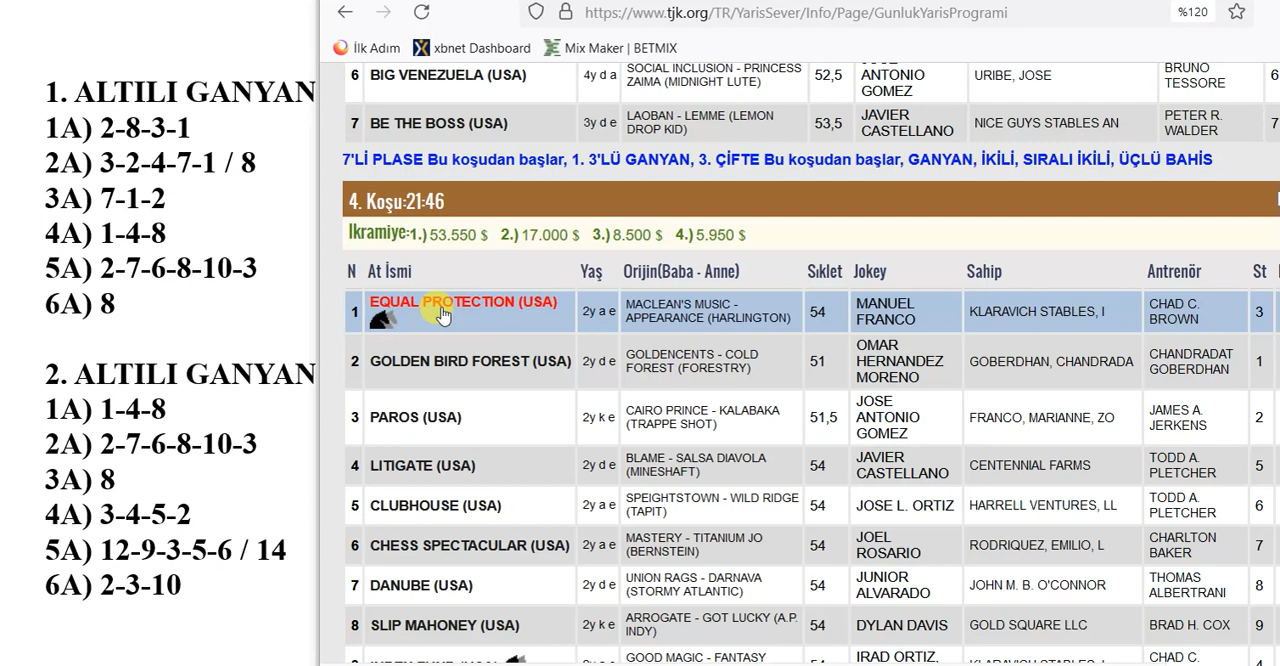 1. ALTILI GANYAN
1A) 2-8-3-1
2A) 3-2-4-7-1 / 8
3A) 7-1-2
4A) 1-4-8
5A) 2-7-6-8-10-3
6A) 8
2. ALTILI GANYAN
1A) 1-4-8
2A) 2-7-6-8-10-3
3A) 8
4A) 3-4-5-2
5A) 12-9-3-5-6 / 14
6A) 2-3-10
https://www.tjk.org/TR/YarisSever/Info/Page/GunlukYarisProgrami %120
İlk Adım xbnet Dashboard Mix Maker | BETMIX
6 BIG VENEZUELA (USA) 4y d a SOCIAL INCLUSION - PRINCESS ZAIMA (MIDNIGHT LUTE) 52,5 ANTONIO GOMEZ URIBE, JOSE BRUNO TESSORE 6
7 BE THE BOSS (USA) 3y d e LAOBAN - LEMME (LEMON DROP KID) 53,5 JAVIER CASTELLANO NICE GUYS STABLES AN PETER R. WALDER 7
7'Lİ PLASE Bu koşudan başlar, 1. 3'LÜ GANYAN, 3. ÇİFTE Bu koşudan başlar, GANYAN, İKİLİ, SIRALI İKİLİ, ÜÇLÜ BAHİS
4. Koşu:21:46
Ikramiye:1.) 53.550 $ 2.) 17.000 $ 3.) 8.500 $ 4.) 5.950 $
N At İsmi Yaş Orijin(Baba - Anne) Sıklet Jokey Sahip Antrenör St
1 EQUAL PROTECTION (USA) 2y a e MACLEAN'S MUSIC - APPEARANCE (HARLINGTON) 54 MANUEL FRANCO KLARAVICH STABLES, I CHAD C. BROWN 3
2 GOLDEN BIRD FOREST (USA) 2y d e GOLDENCENTS - COLD FOREST (FORESTRY) 51 OMAR HERNANDEZ MORENO GOBERDHAN, CHANDRADA CHANDRADAT GOBERDHAN 1
3 PAROS (USA) 2y k e CAIRO PRINCE - KALABAKA (TRAPPE SHOT) 51,5 JOSE ANTONIO GOMEZ FRANCO, MARIANNE, ZO JAMES A. JERKENS 2
4 LITIGATE (USA) 2y d e BLAME - SALSA DIAVOLA (MINESHAFT) 54 JAVIER CASTELLANO CENTENNIAL FARMS TODD A. PLETCHER 5
5 CLUBHOUSE (USA) 2y a e SPEIGHTSTOWN - WILD RIDGE (TAPIT) 54 JOSE L. ORTIZ HARRELL VENTURES, LL TODD A. PLETCHER 6
6 CHESS SPECTACULAR (USA) 2y a e MASTERY - TITANIUM JO (BERNSTEIN) 54 JOEL ROSARIO RODRIQUEZ, EMILIO, L CHARLTON BAKER 7
7 DANUBE (USA) 2y d e UNION RAGS - DARNAVA (STORMY ATLANTIC) 54 JUNIOR ALVARADO JOHN M. B. O'CONNOR THOMAS ALBERTRANI 8
8 SLIP MAHONEY (USA) 2y k e ARROGATE - GOT LUCKY (A.P. INDY) 54 DYLAN DAVIS GOLD SQUARE LLC BRAD H. COX 9
GOOD MAGIC - FANTASY IRAD ORTIZ, CHAD C.